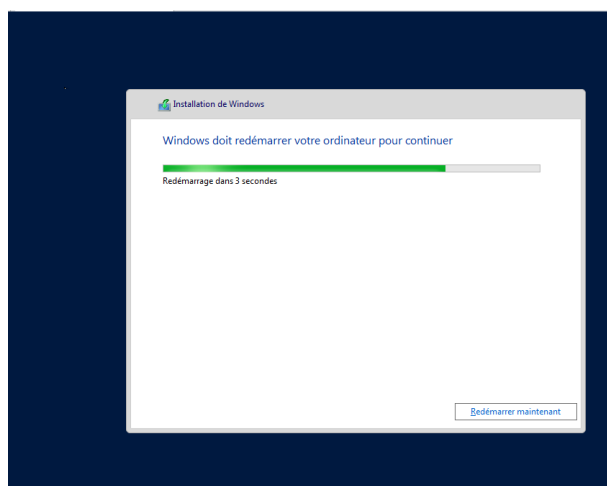 Installation de Windows
Windows doit redémarrer votre ordinateur pour continuer
Redémarrage dans 3 secondes
Redémarrer maintenant